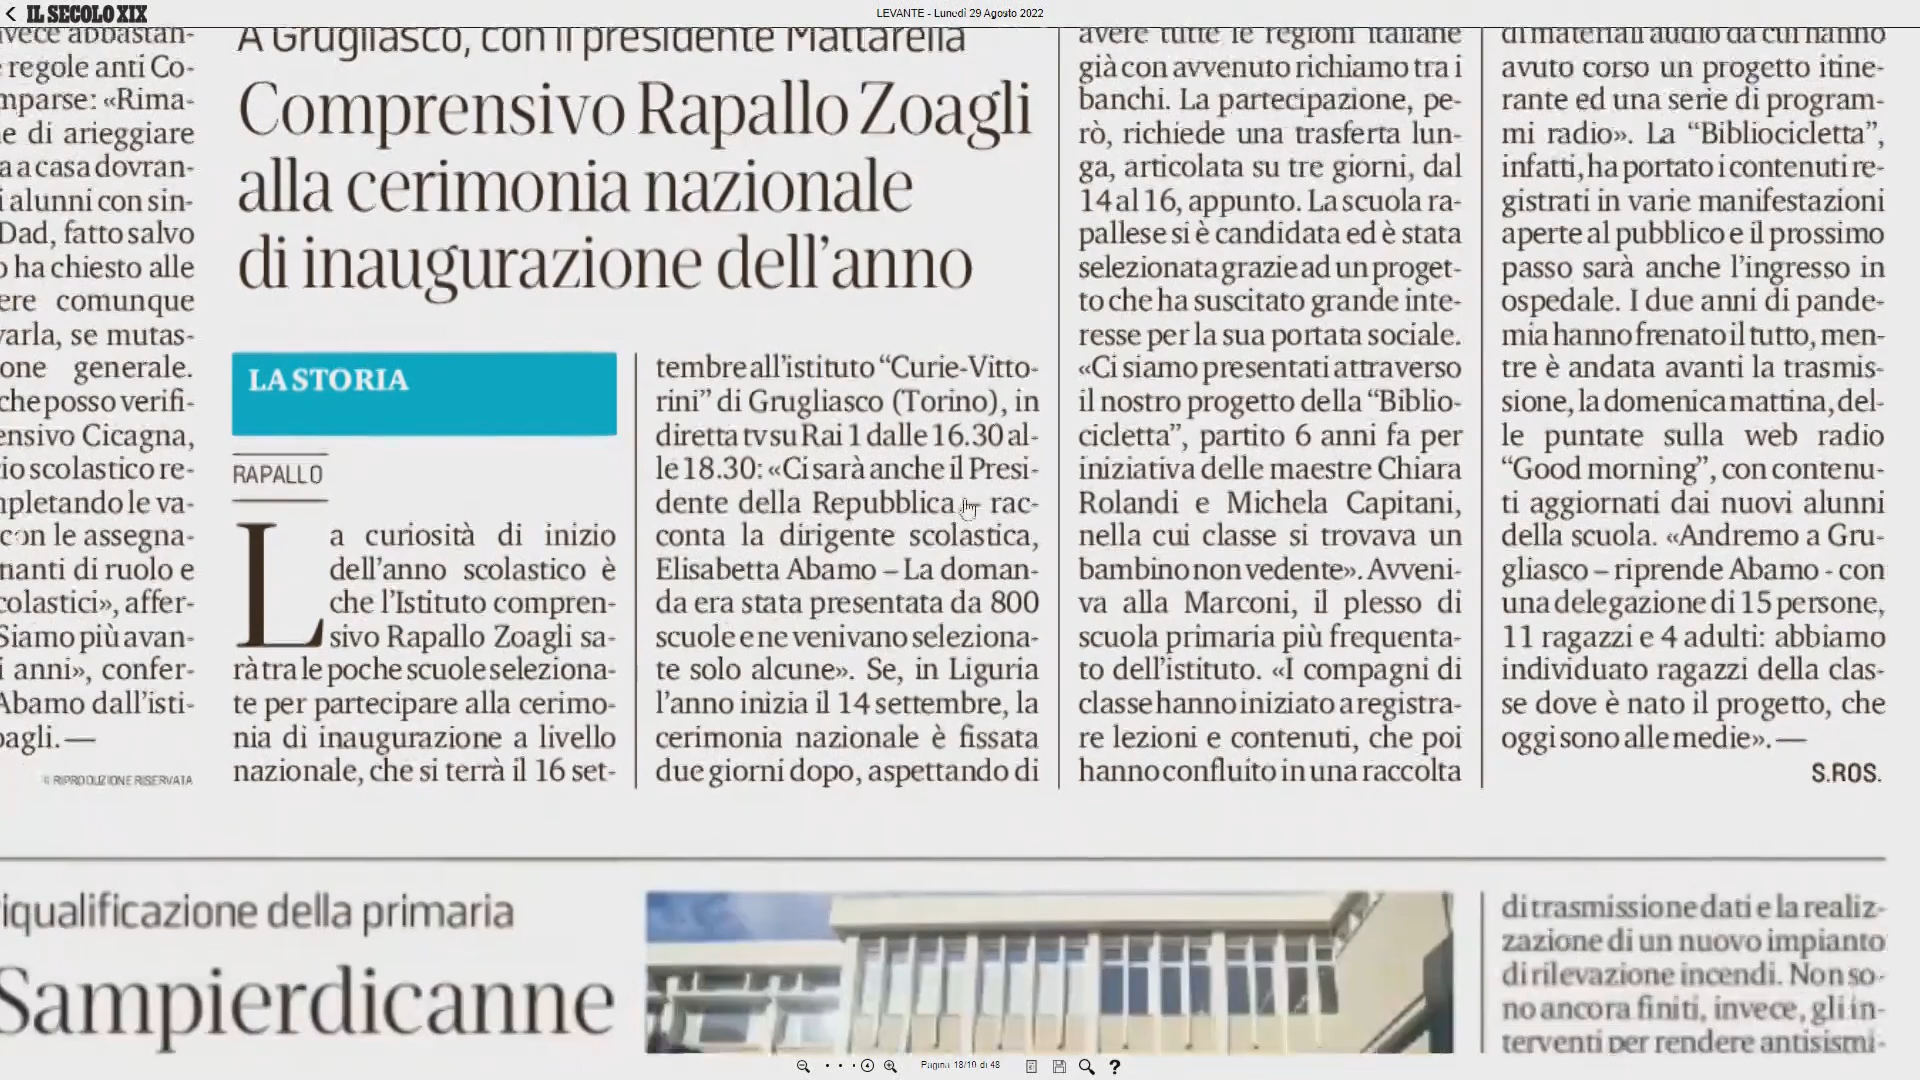 IL SECOLO XIX
LEVANTE - Lunedì 29 Agosto 2022
invece abbastan-
regole anti Co-
mparse: «Rima-
e di arieggiare
a a casa dovran-
i alunni con sin-
Dad, fatto salvo
o ha chiesto alle
ere comunque
varla, se mutas-
one generale.
che posso verifi-
ensivo Cicagna,
io scolastico re-
mpletando le va-
con le assegna-
nanti di ruolo e
colastici», affer-
Siamo più avan-
i anni», confer-
Abamo dall'isti-
oagli. —
© RIPRODUZIONE RISERVATA
A Grugliasco, con il presidente Mattarella
Comprensivo Rapallo Zoagli
alla cerimonia nazionale
di inaugurazione dell'anno
LA STORIA
RAPALLO
La curiosità di inizio
dell'anno scolastico è
che l'Istituto compren-
sivo Rapallo Zoagli sa-
rà tra le poche scuole seleziona-
te per partecipare alla cerimo-
nia di inaugurazione a livello
nazionale, che si terrà il 16 set-
tembre all'istituto “Curie-Vitto-
rini” di Grugliasco (Torino), in
diretta tv su Rai 1 dalle 16.30 al-
le 18.30: «Ci sarà anche il Presi-
dente della Repubblica – rac-
conta la dirigente scolastica,
Elisabetta Abamo – La doman-
da era stata presentata da 800
scuole e ne venivano seleziona-
te solo alcune». Se, in Liguria
l'anno inizia il 14 settembre, la
cerimonia nazionale è fissata
due giorni dopo, aspettando di
avere tutte le regioni italiane
già con avvenuto richiamo tra i
banchi. La partecipazione, pe-
rò, richiede una trasferta lun-
ga, articolata su tre giorni, dal
14 al 16, appunto. La scuola ra-
pallese si è candidata ed è stata
selezionata grazie ad un proget-
to che ha suscitato grande inte-
resse per la sua portata sociale.
«Ci siamo presentati attraverso
il nostro progetto della “Biblio-
cicletta”, partito 6 anni fa per
iniziativa delle maestre Chiara
Rolandi e Michela Capitani,
nella cui classe si trovava un
bambino non vedente». Avveni-
va alla Marconi, il plesso di
scuola primaria più frequenta-
to dell'istituto. «I compagni di
classe hanno iniziato a registra-
re lezioni e contenuti, che poi
hanno confluito in una raccolta
di materiali audio da cui hanno
avuto corso un progetto itine-
rante ed una serie di program-
mi radio». La “Bibliocicletta”,
infatti, ha portato i contenuti re-
gistrati in varie manifestazioni
aperte al pubblico e il prossimo
passo sarà anche l'ingresso in
ospedale. I due anni di pande-
mia hanno frenato il tutto, men-
tre è andata avanti la trasmis-
sione, la domenica mattina, del-
le puntate sulla web radio
“Good morning”, con contenu-
ti aggiornati dai nuovi alunni
della scuola. «Andremo a Gru-
gliasco – riprende Abamo - con
una delegazione di 15 persone,
11 ragazzi e 4 adulti: abbiamo
individuato ragazzi della clas-
se dove è nato il progetto, che
oggi sono alle medie». —
S.ROS.
iqualificazione della primaria
Sampierdicanne
di trasmissione dati e la realiz-
zazione di un nuovo impianto
di rilevazione incendi. Non so-
no ancora finiti, invece, gli in-
terventi per rendere antisismi-
Pagina 18/19 di 48